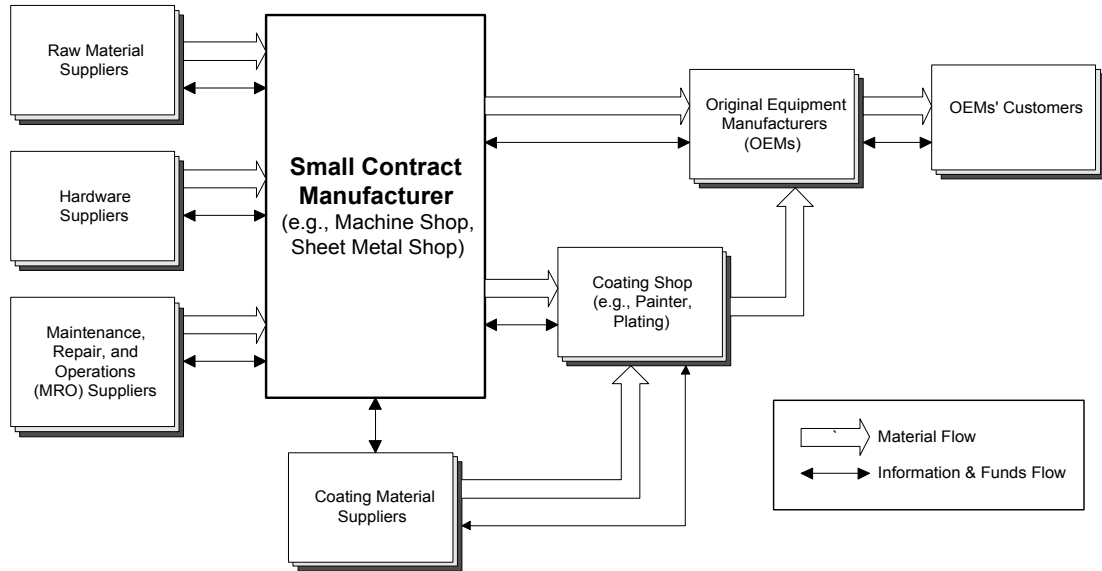 Raw Material
Suppliers
Hardware
Suppliers
Maintenance,
Repair, and
Operations
(MRO) Suppliers
Small Contract
Manufacturer
(e.g., Machine Shop,
Sheet Metal Shop)
Original Equipment
Manufacturers
(OEMs)
OEMs' Customers
Coating Shop
(e.g., Painter,
Plating)
Coating Material
Suppliers
`
Material Flow
Information & Funds Flow